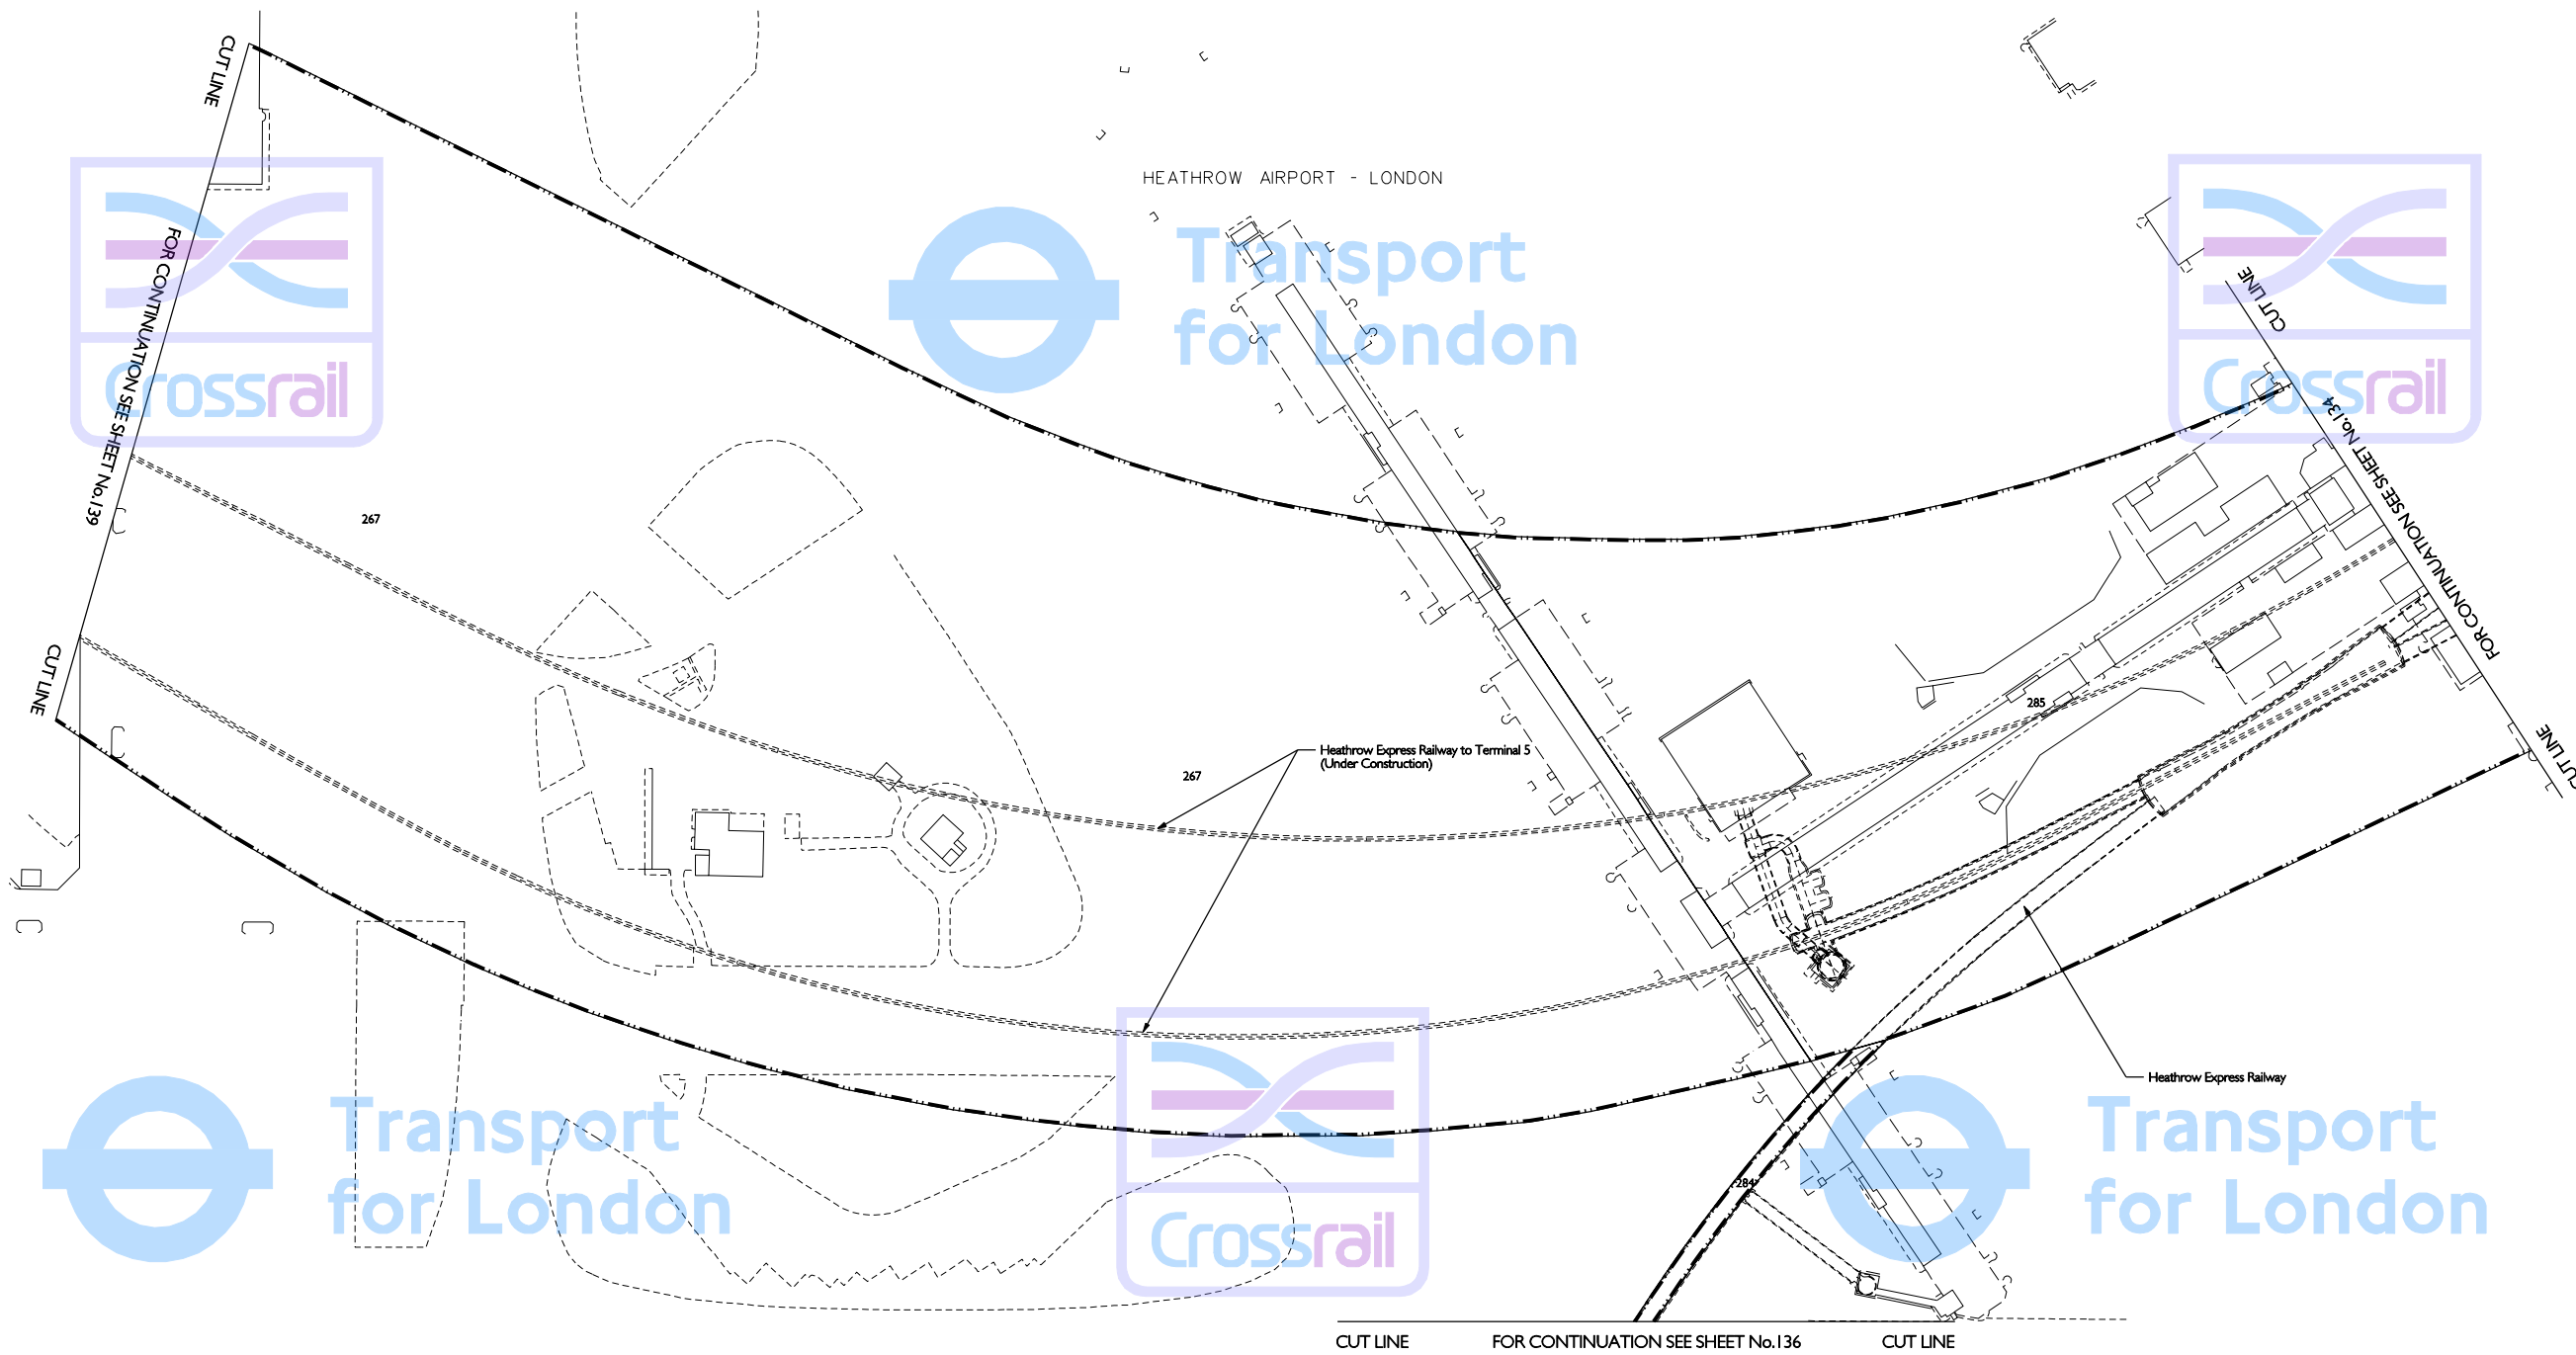 CUT LINE
HEATHROW AIRPORT - LONDON
Transport
for London
FOR CONTINUATION SEE SHEET No.139
Crossrail
CUT LINE
Crossrail
FOR CONTINUATION SEE SHEET No.134
267
CUT LINE
285
CUT LINE
Heathrow Express Railway to Terminal 5
(Under Construction)
267
Heathrow Express Railway
Transport
for London
Crossrail
284
Transport
for London
CUT LINE
FOR CONTINUATION SEE SHEET No.136
CUT LINE